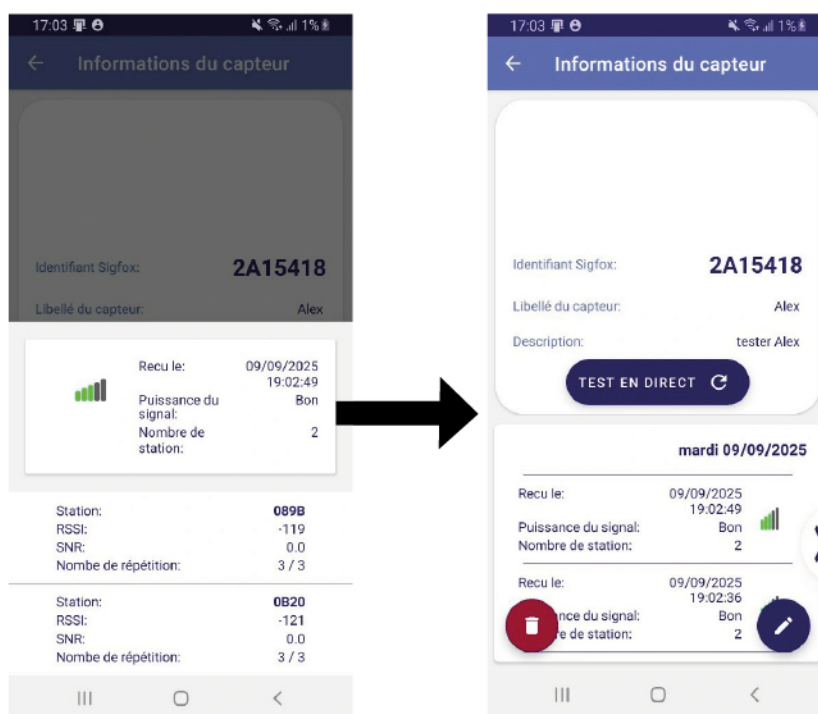 17:03 1%
Informations du capteur
Identifiant Sigfox: 2A15418
Libellé du capteur: Alex
Recu le: 09/09/2025
19:02:49
Puissance du Bon
signal:
Nombre de 2
station:
Station: 089B
RSSI: -119
SNR: 0.0
Nombe de répétition: 3 / 3
Station: 0B20
RSSI: -121
SNR: 0.0
Nombe de répétition: 3 / 3
17:03 1%
Informations du capteur
Identifiant Sigfox: 2A15418
Libellé du capteur: Alex
Description: tester Alex
TEST EN DIRECT
mardi 09/09/2025
Recu le: 09/09/2025
19:02:49
Puissance du signal: Bon
Nombre de station: 2
Recu le: 09/09/2025
19:02:36
nce du signal: Bon
e de station: 2